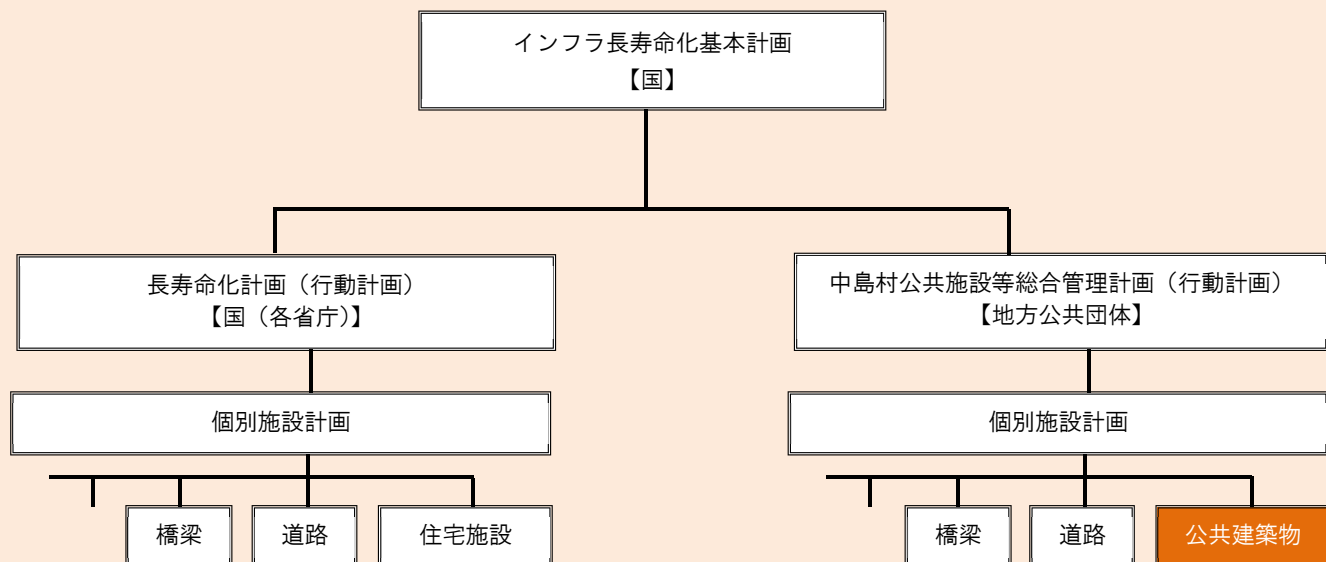 インフラ長寿命化基本計画
【国】
長寿命化計画（行動計画）
【国（各省庁）】
中島村公共施設等総合管理計画（行動計画）
【地方公共団体】
個別施設計画
個別施設計画
橋梁
道路
住宅施設
橋梁
道路
公共建築物